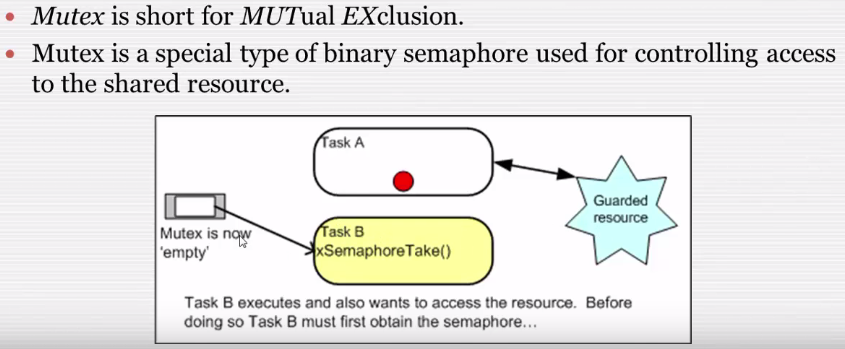 Mutex is short for MUTual EXclusion.
Mutex is a special type of binary semaphore used for controlling access
to the shared resource.
Task A
Guarded
resource
Mutex is now
'empty'
Task B
xSemaphoreTake()
Task B executes and also wants to access the resource. Before
doing so Task B must first obtain the semaphore...